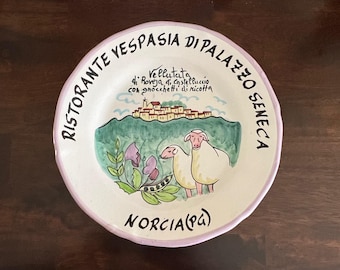 RISTORANTE VESPASIA DI PALAZZO SENECA
Vellutata
di Roveja di Castelluccio
con gnocchetti di ricotta
NORCIA (PG)